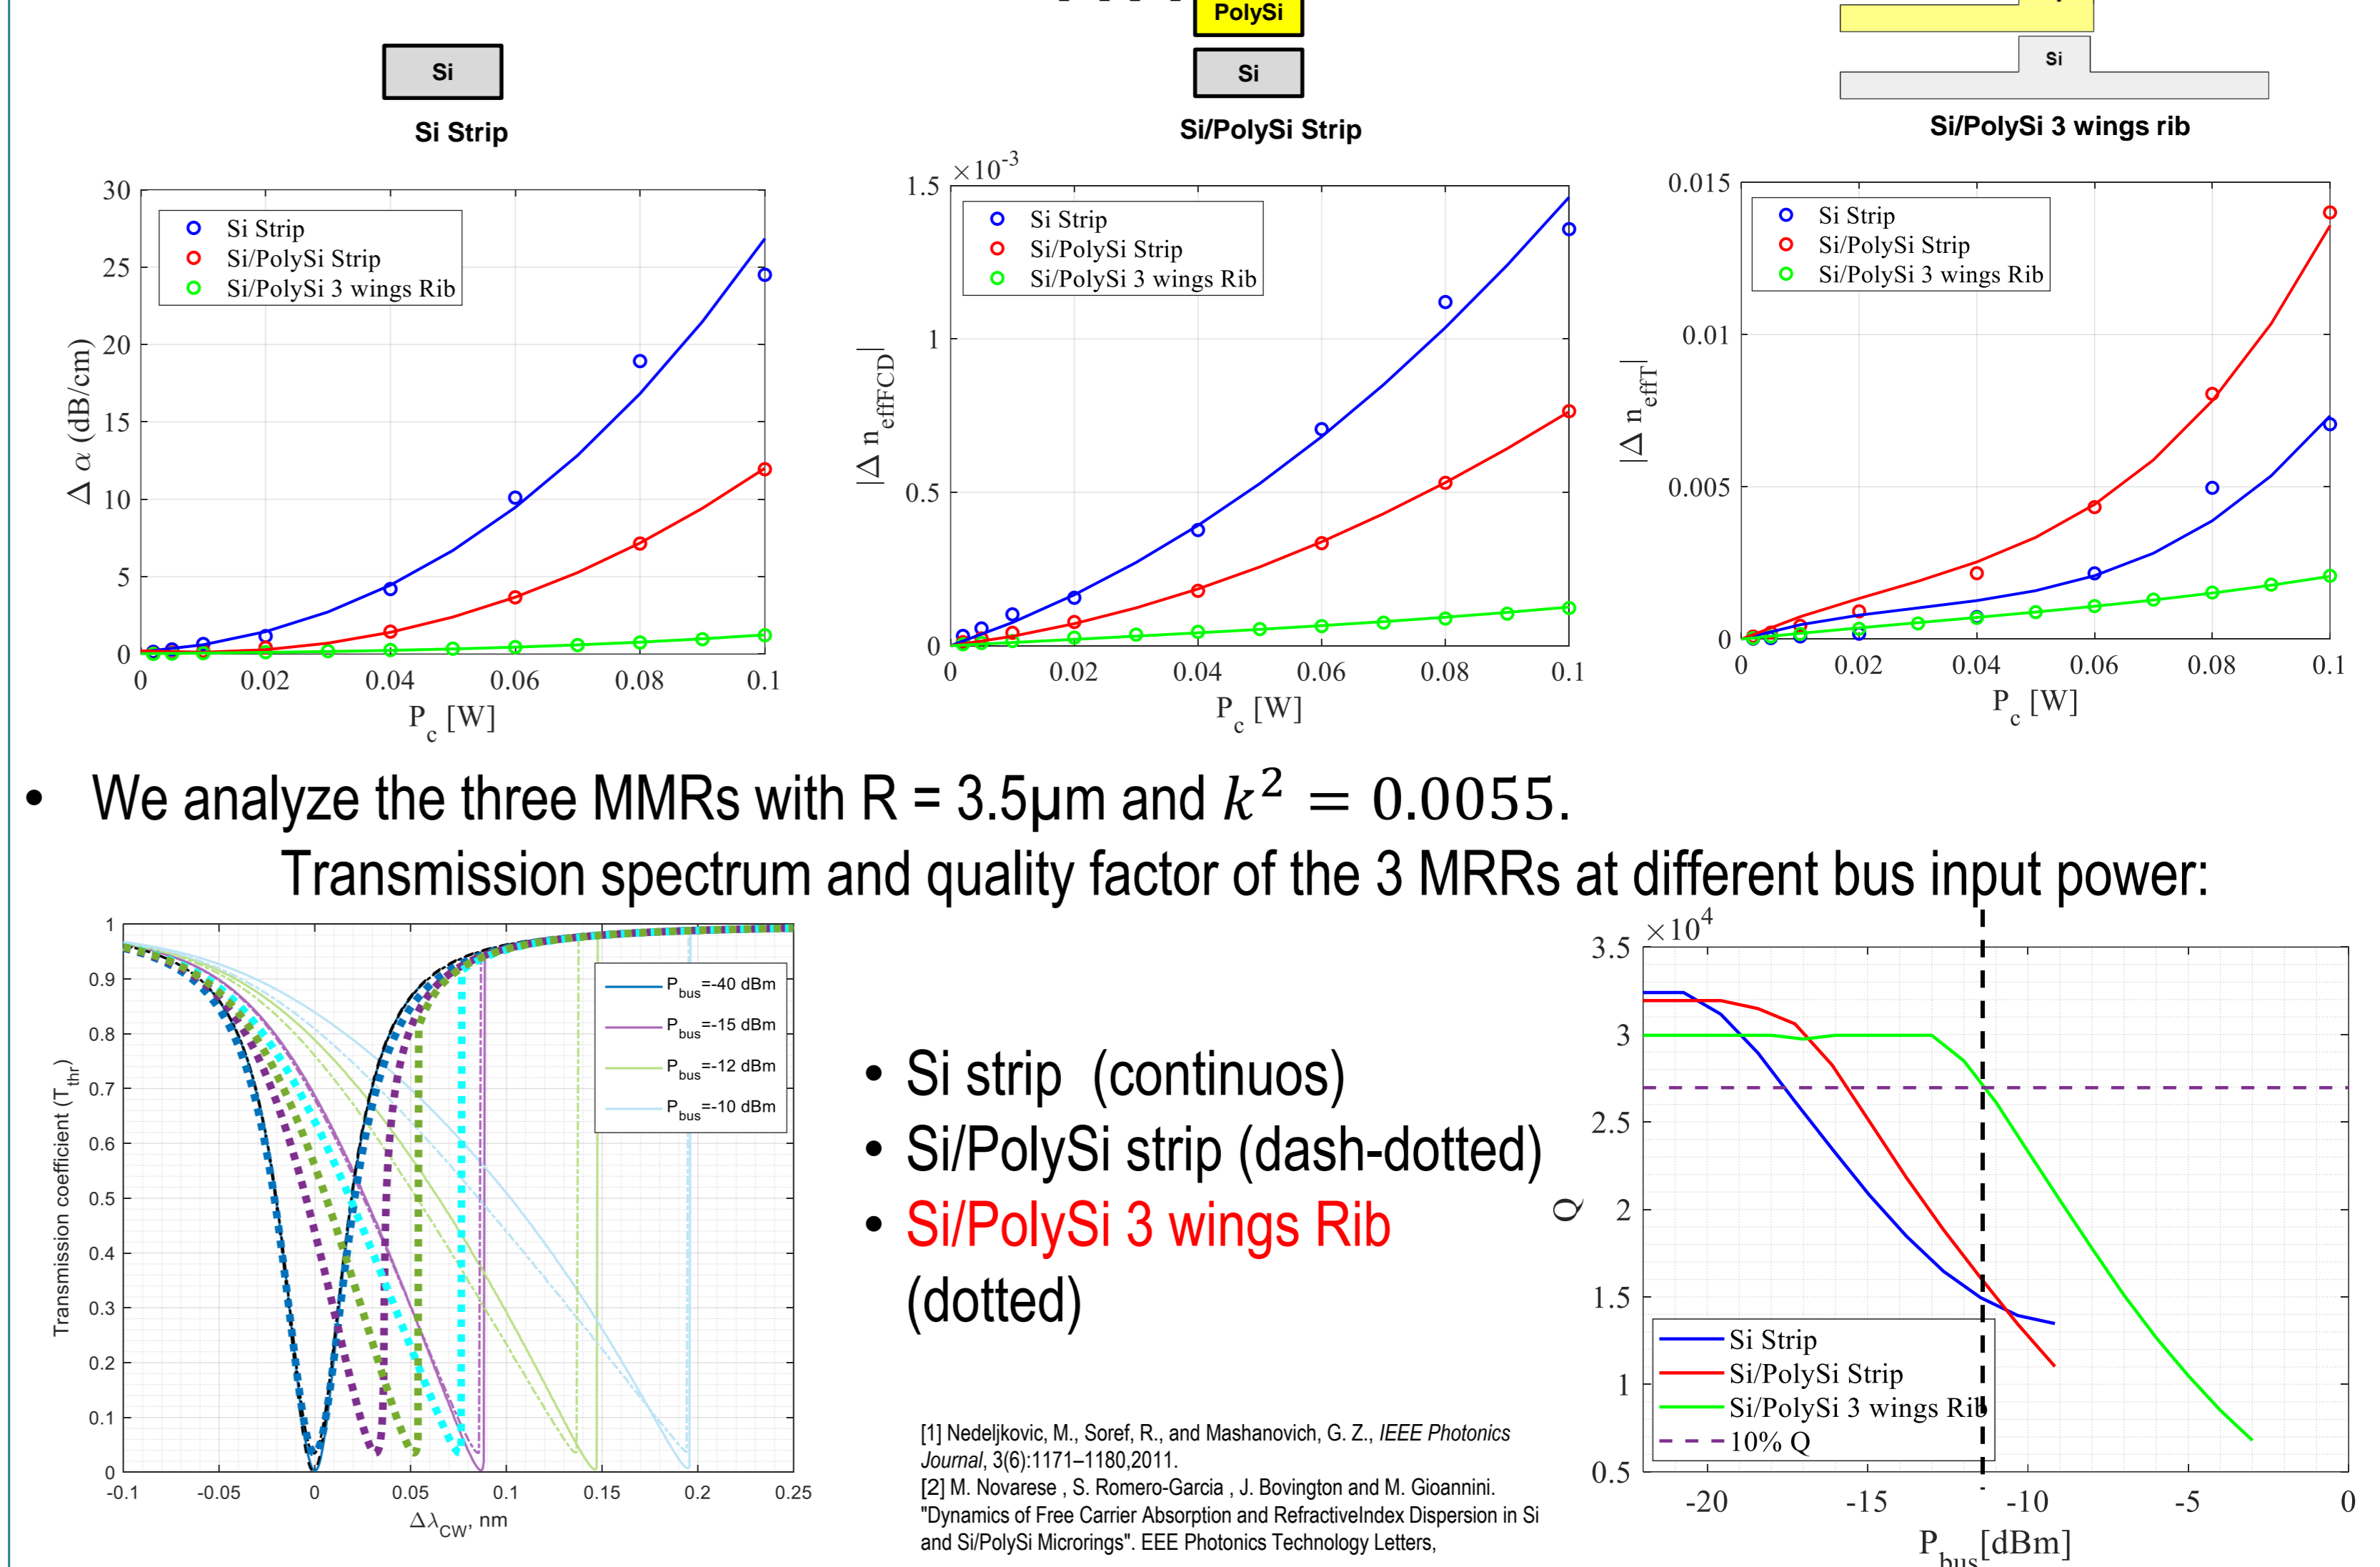 PolySi
Si
Si
Si
Si Strip
Si/PolySi Strip
Si/PolySi 3 wings rib
30
25
20
15
10
5
0
0
0.02
0.04
0.06
0.08
0.1
Δ α (dB/cm)
P_c [W]
Si Strip
Si/PolySi Strip
Si/PolySi 3 wings Rib
×10^-3
1.5
1
0.5
0
0
0.02
0.04
0.06
0.08
0.1
|Δ n_effFCD|
P_c [W]
Si Strip
Si/PolySi Strip
Si/PolySi 3 wings Rib
0.015
0.01
0.005
0
0
0.02
0.04
0.06
0.08
0.1
|Δ n_effT|
P_c [W]
Si Strip
Si/PolySi Strip
Si/PolySi 3 wings Rib
• We analyze the three MMRs with R = 3.5µm and k² = 0.0055.
Transmission spectrum and quality factor of the 3 MRRs at different bus input power:
1
0.9
0.8
0.7
0.6
0.5
0.4
0.3
0.2
0.1
0
-0.1
-0.05
0
0.05
0.1
0.15
0.2
0.25
Transmission coefficient (T_thr)
Δλ_CW, nm
P_bus=-40 dBm
P_bus=-15 dBm
P_bus=-12 dBm
P_bus=-10 dBm
• Si strip (continuos)
• Si/PolySi strip (dash-dotted)
• Si/PolySi 3 wings Rib
(dotted)
[1] Nedeljkovic, M., Soref, R., and Mashanovich, G. Z., IEEE Photonics
Journal, 3(6):1171–1180,2011.
[2] M. Novarese , S. Romero-Garcia , J. Bovington and M. Gioannini.
"Dynamics of Free Carrier Absorption and RefractiveIndex Dispersion in Si
and Si/PolySi Microrings". EEE Photonics Technology Letters,
×10^4
3.5
3
2.5
2
1.5
1
0.5
-20
-15
-10
-5
0
Q
P_bus[dBm]
Si Strip
Si/PolySi Strip
Si/PolySi 3 wings Rib
10% Q